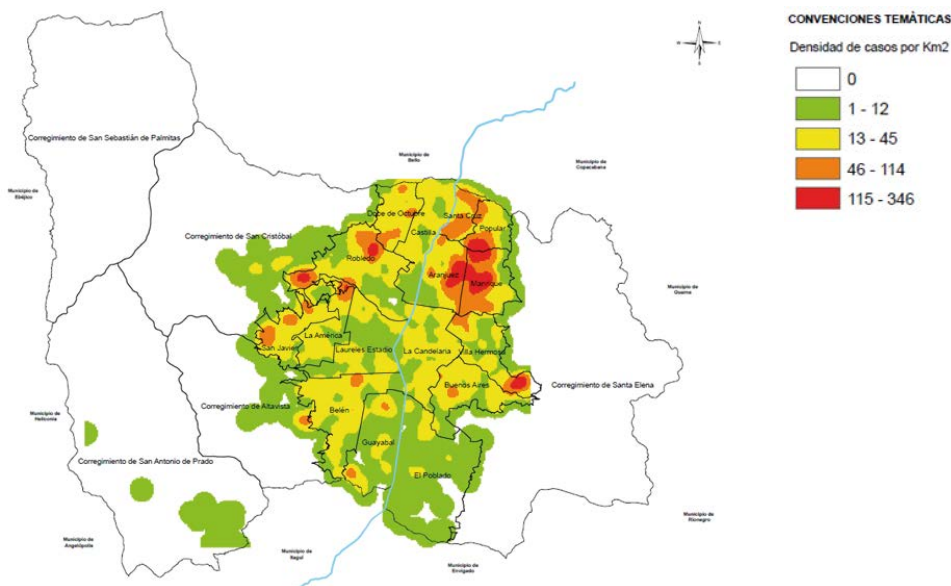 CONVENCIONES TEMÁTICAS
Densidad de casos por Km2
0
1 - 12
13 - 45
46 - 114
115 - 346
N
Corregimiento de San Sebastián de Palmitas
Municipio de
Bello
Municipio de
Copacabana
Municipio de
Ebéjico
Doce de Octubre
Santa Cruz
Castilla
Popular
Corregimiento de San Cristóbal
Robledo
Aranjuez
Manrique
Municipio de
Guarne
La América
San Javier
Laureles Estadio
La Candelaria
Villa Hermosa
Buenos Aires
Corregimiento de Santa Elena
Corregimiento de Altavista
Belén
Municipio de
Heliconia
Guayabal
Corregimiento de San Antonio de Prado
El Poblado
Municipio de
Rionegro
Municipio de
Angelópolis
Municipio de
Itagüí
Municipio de
Envigado